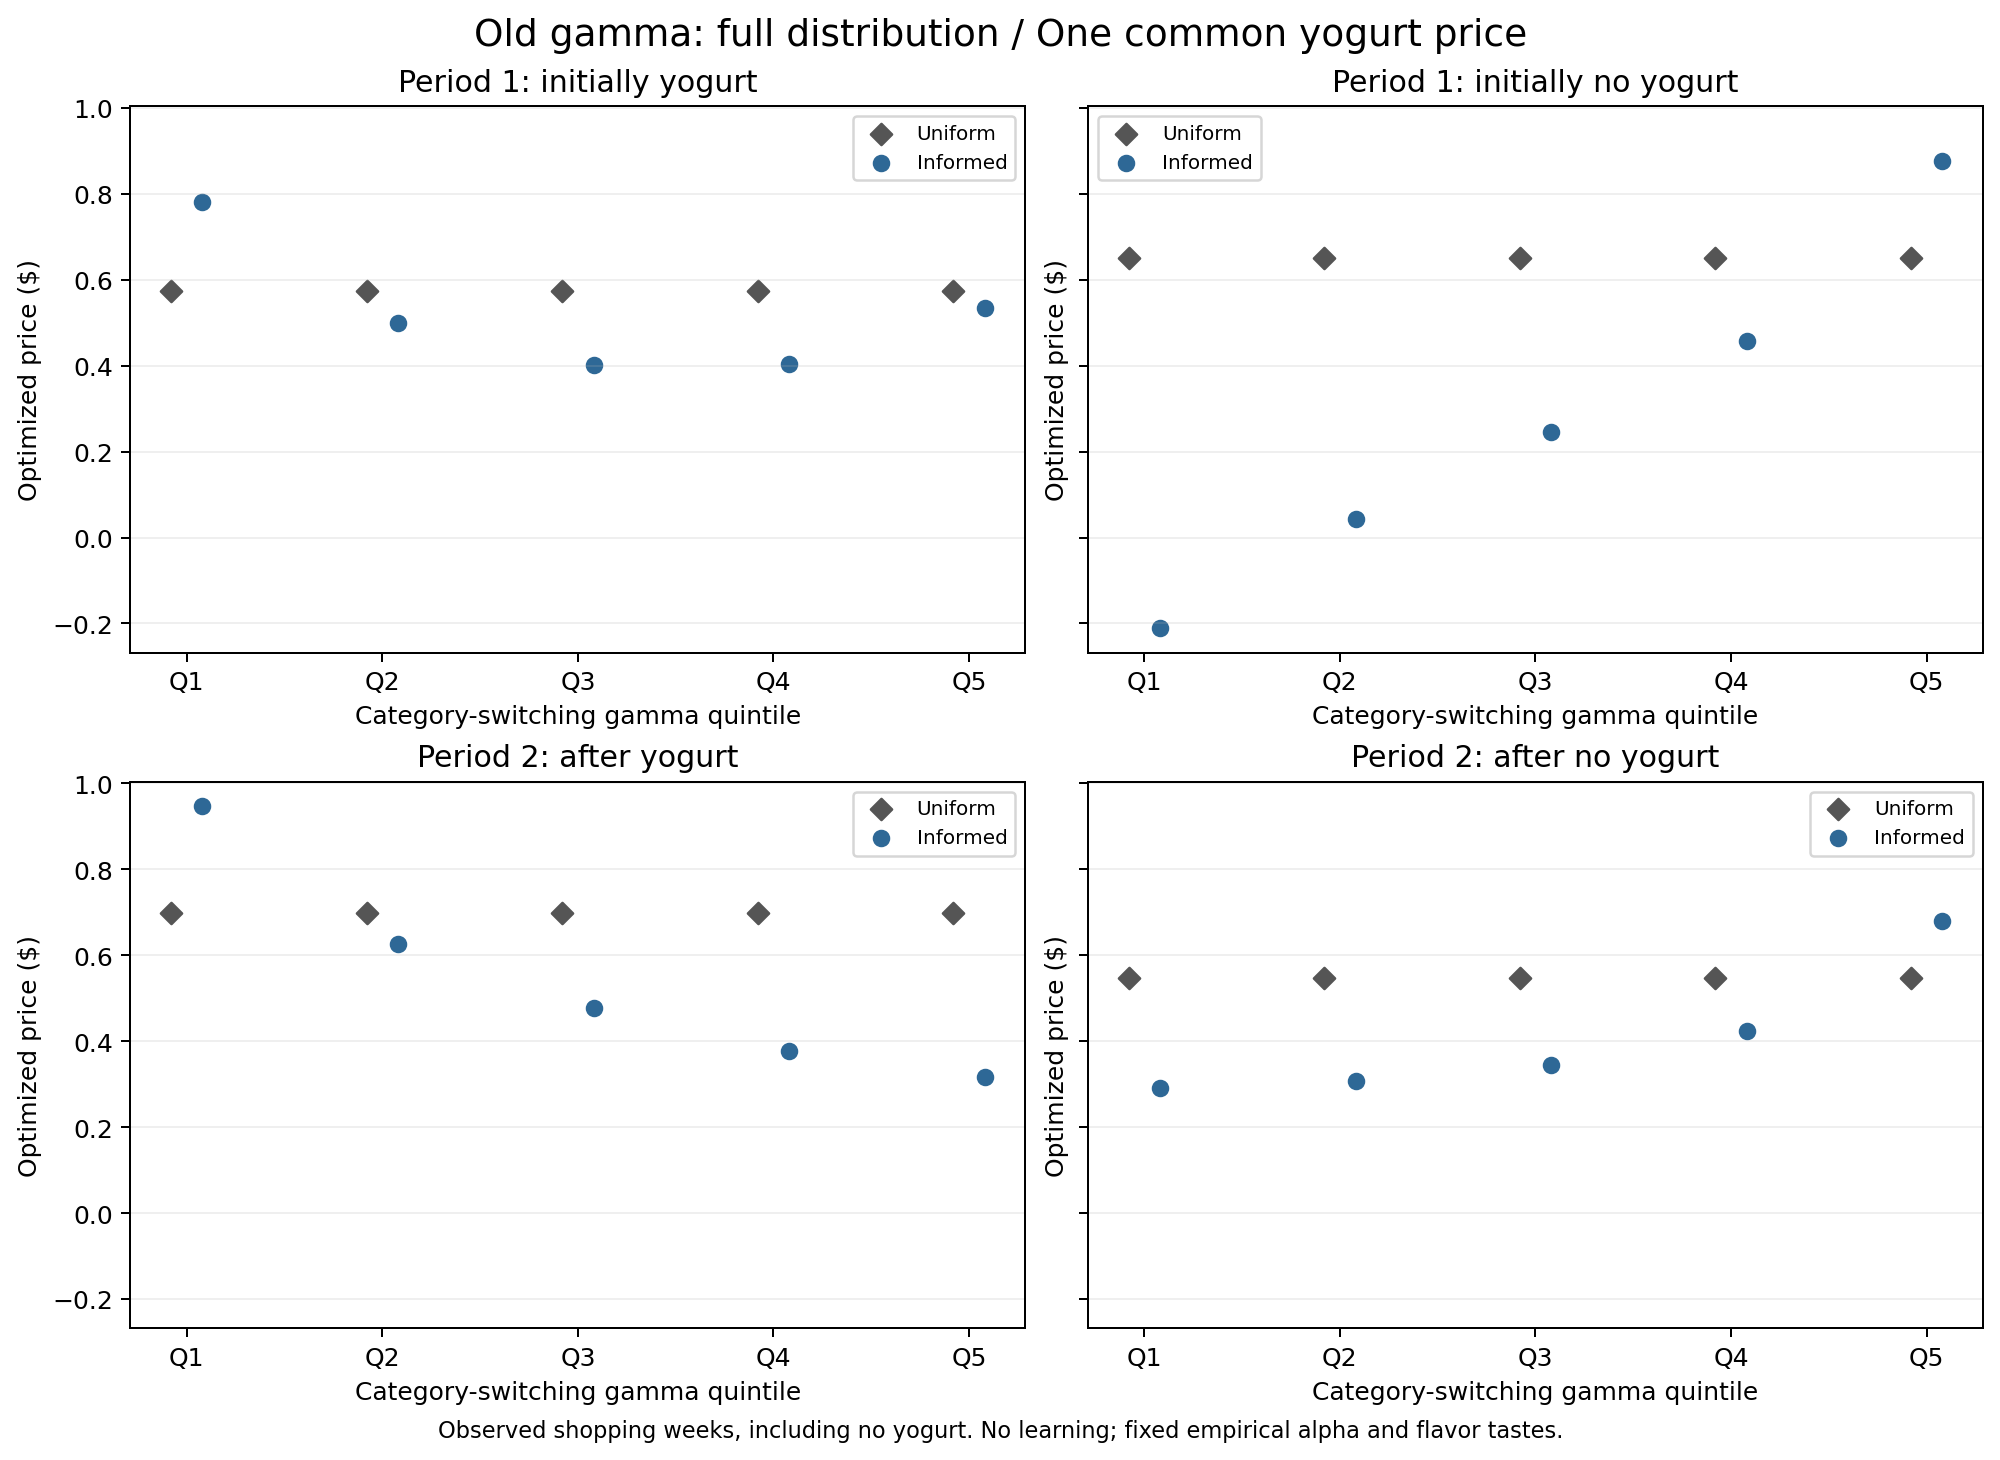 Old gamma: full distribution / One common yogurt price
Period 1: initially yogurt
Optimized price ($)
1.0
0.8
0.6
0.4
0.2
0.0
−0.2
Uniform
Informed
Q1 Q2 Q3 Q4 Q5
Category-switching gamma quintile
Period 1: initially no yogurt
Optimized price ($)
Uniform
Informed
Q1 Q2 Q3 Q4 Q5
Category-switching gamma quintile
Period 2: after yogurt
Optimized price ($)
1.0
0.8
0.6
0.4
0.2
0.0
−0.2
Uniform
Informed
Q1 Q2 Q3 Q4 Q5
Category-switching gamma quintile
Period 2: after no yogurt
Optimized price ($)
Uniform
Informed
Q1 Q2 Q3 Q4 Q5
Category-switching gamma quintile
Observed shopping weeks, including no yogurt. No learning; fixed empirical alpha and flavor tastes.